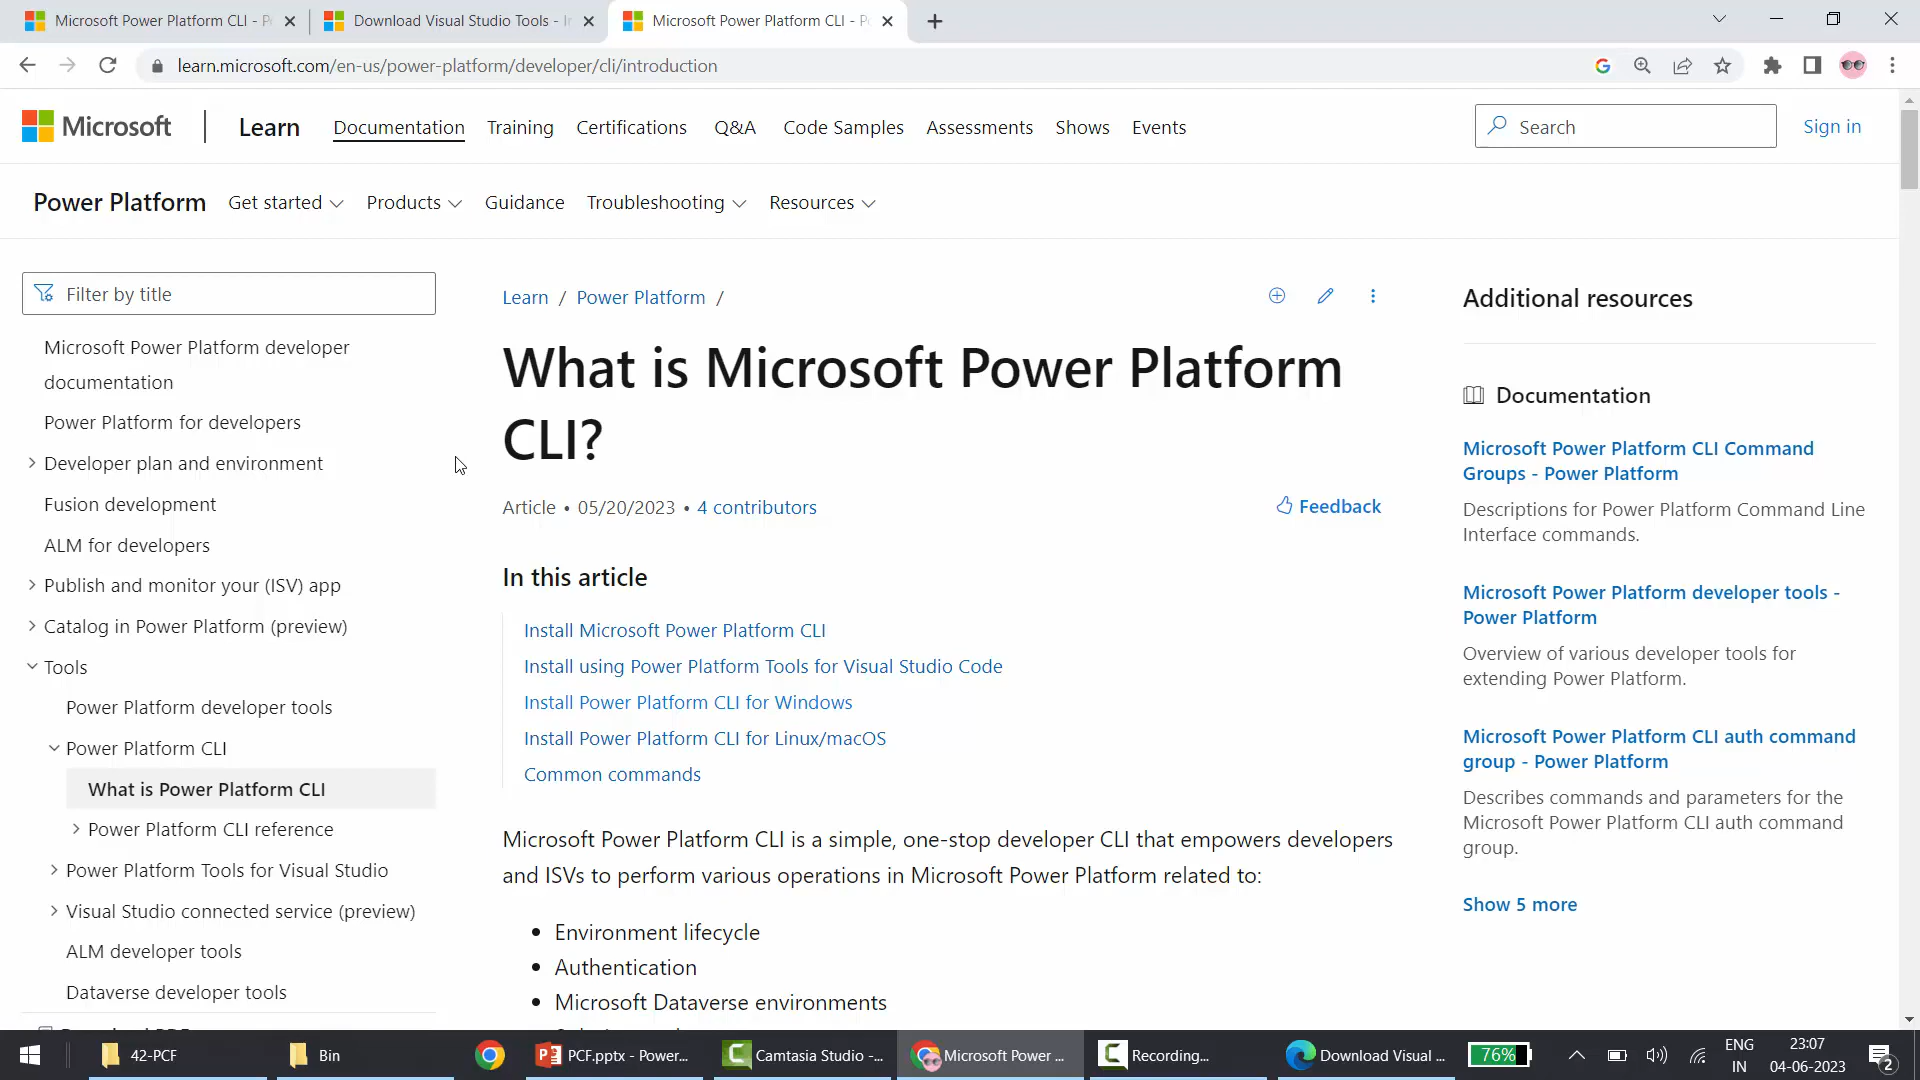 Microsoft Power Platform CLI - P
Download Visual Studio Tools - I
Microsoft Power Platform CLI - P
learn.microsoft.com/en-us/power-platform/developer/cli/introduction
Microsoft
Learn
Documentation
Training
Certifications
Q&A
Code Samples
Assessments
Shows
Events
Search
Sign in
Power Platform
Get started
Products
Guidance
Troubleshooting
Resources
Filter by title
Microsoft Power Platform developer
documentation
Power Platform for developers
Developer plan and environment
Fusion development
ALM for developers
Publish and monitor your (ISV) app
Catalog in Power Platform (preview)
Tools
Power Platform developer tools
Power Platform CLI
What is Power Platform CLI
Power Platform CLI reference
Power Platform Tools for Visual Studio
Visual Studio connected service (preview)
ALM developer tools
Dataverse developer tools
Learn / Power Platform /
What is Microsoft Power Platform
CLI?
Article • 05/20/2023 • 4 contributors
Feedback
In this article
Install Microsoft Power Platform CLI
Install using Power Platform Tools for Visual Studio Code
Install Power Platform CLI for Windows
Install Power Platform CLI for Linux/macOS
Common commands
Microsoft Power Platform CLI is a simple, one-stop developer CLI that empowers developers
and ISVs to perform various operations in Microsoft Power Platform related to:
• Environment lifecycle
• Authentication
• Microsoft Dataverse environments
Additional resources
Documentation
Microsoft Power Platform CLI Command
Groups - Power Platform
Descriptions for Power Platform Command Line
Interface commands.
Microsoft Power Platform developer tools -
Power Platform
Overview of various developer tools for
extending Power Platform.
Microsoft Power Platform CLI auth command
group - Power Platform
Describes commands and parameters for the
Microsoft Power Platform CLI auth command
group.
Show 5 more
42-PCF
Bin
PCF.pptx - Power...
Camtasia Studio -...
Microsoft Power ...
Recording...
Download Visual ...
76%
ENG
IN
23:07
04-06-2023
2